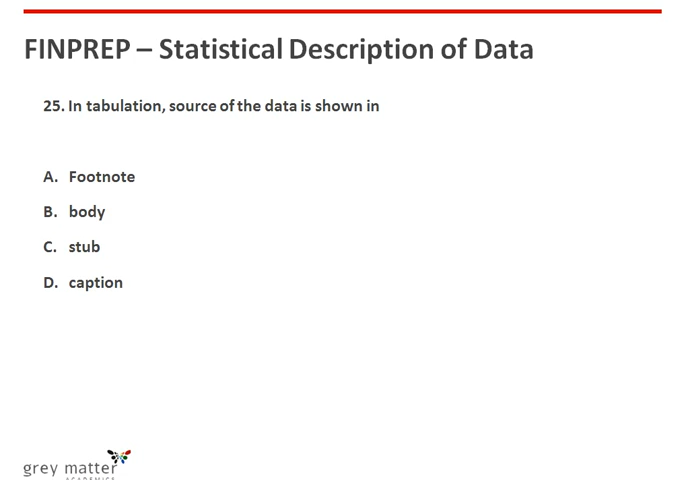 FINPREP – Statistical Description of Data
25. In tabulation, source of the data is shown in
A. Footnote
B. body
C. stub
D. caption
grey matter
ACADEMICS